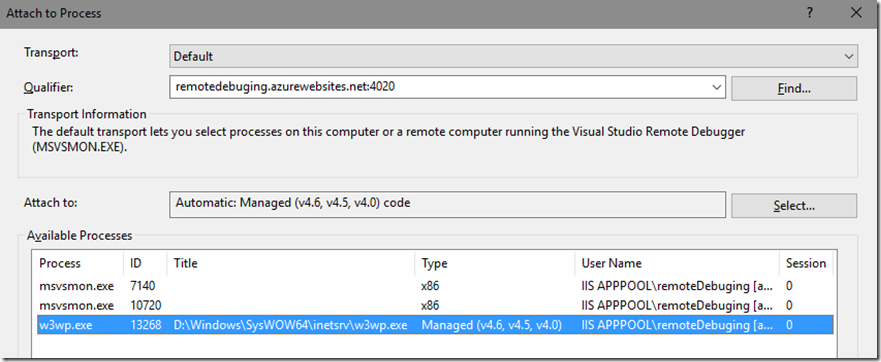 Attach to Process
Transport: Default
Qualifier: remotedebuging.azurewebsites.net:4020 Find...
Transport Information
The default transport lets you select processes on this computer or a remote computer running the Visual Studio Remote Debugger
(MSVSMON.EXE).
Attach to: Automatic: Managed (v4.6, v4.5, v4.0) code Select...
Available Processes
Process ID Title Type User Name Session
msvsmon.exe 7140 x86 IIS APPPOOL\remoteDebuging [a... 0
msvsmon.exe 10720 x86 IIS APPPOOL\remoteDebuging [a... 0
w3wp.exe 13268 D:\Windows\SysWOW64\inetsrv\w3wp.exe Managed (v4.6, v4.5, v4.0) IIS APPPOOL\remoteDebuging [a... 0